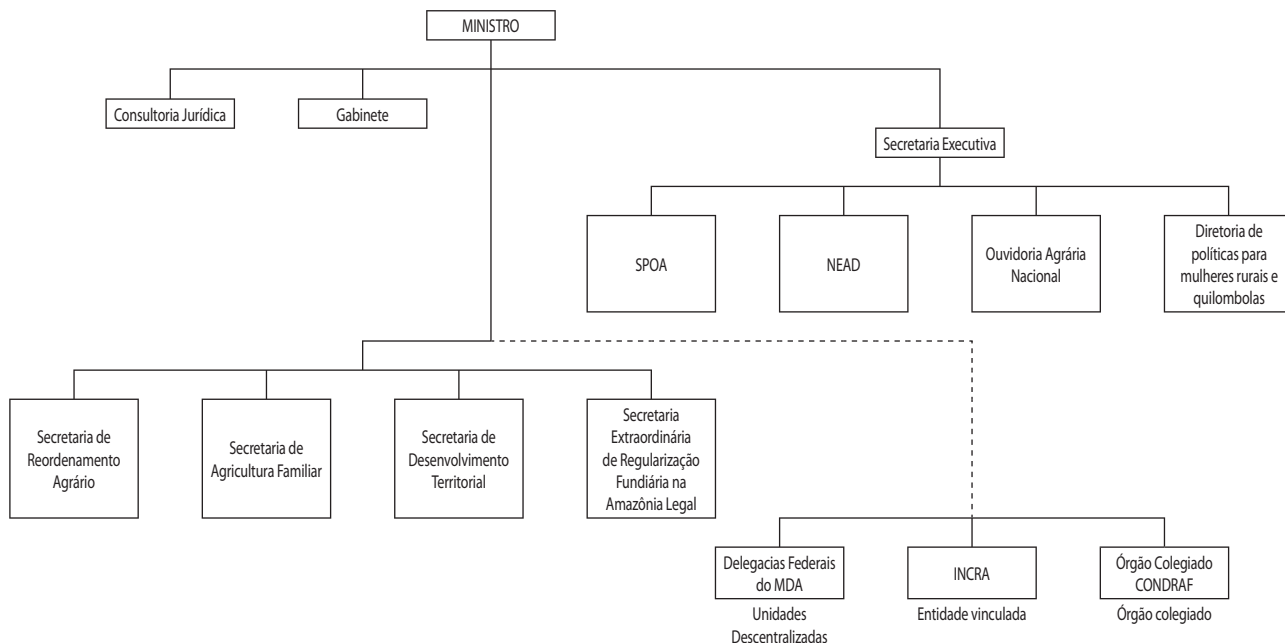 MINISTRO
Consultoria Jurídica
Gabinete
Secretaria Executiva
SPOA
NEAD
Ouvidoria Agrária
Nacional
Diretoria de
políticas para
mulheres rurais e
quilombolas
Secretaria de
Reordenamento
Agrário
Secretaria de
Agricultura Familiar
Secretaria de
Desenvolvimento
Territorial
Secretaria
Extraordinária
de Regularização
Fundiária na
Amazônia Legal
Delegacias Federais
do MDA
Unidades
Descentralizadas
INCRA
Entidade vinculada
Órgão Colegiado
CONDRAF
Órgão colegiado